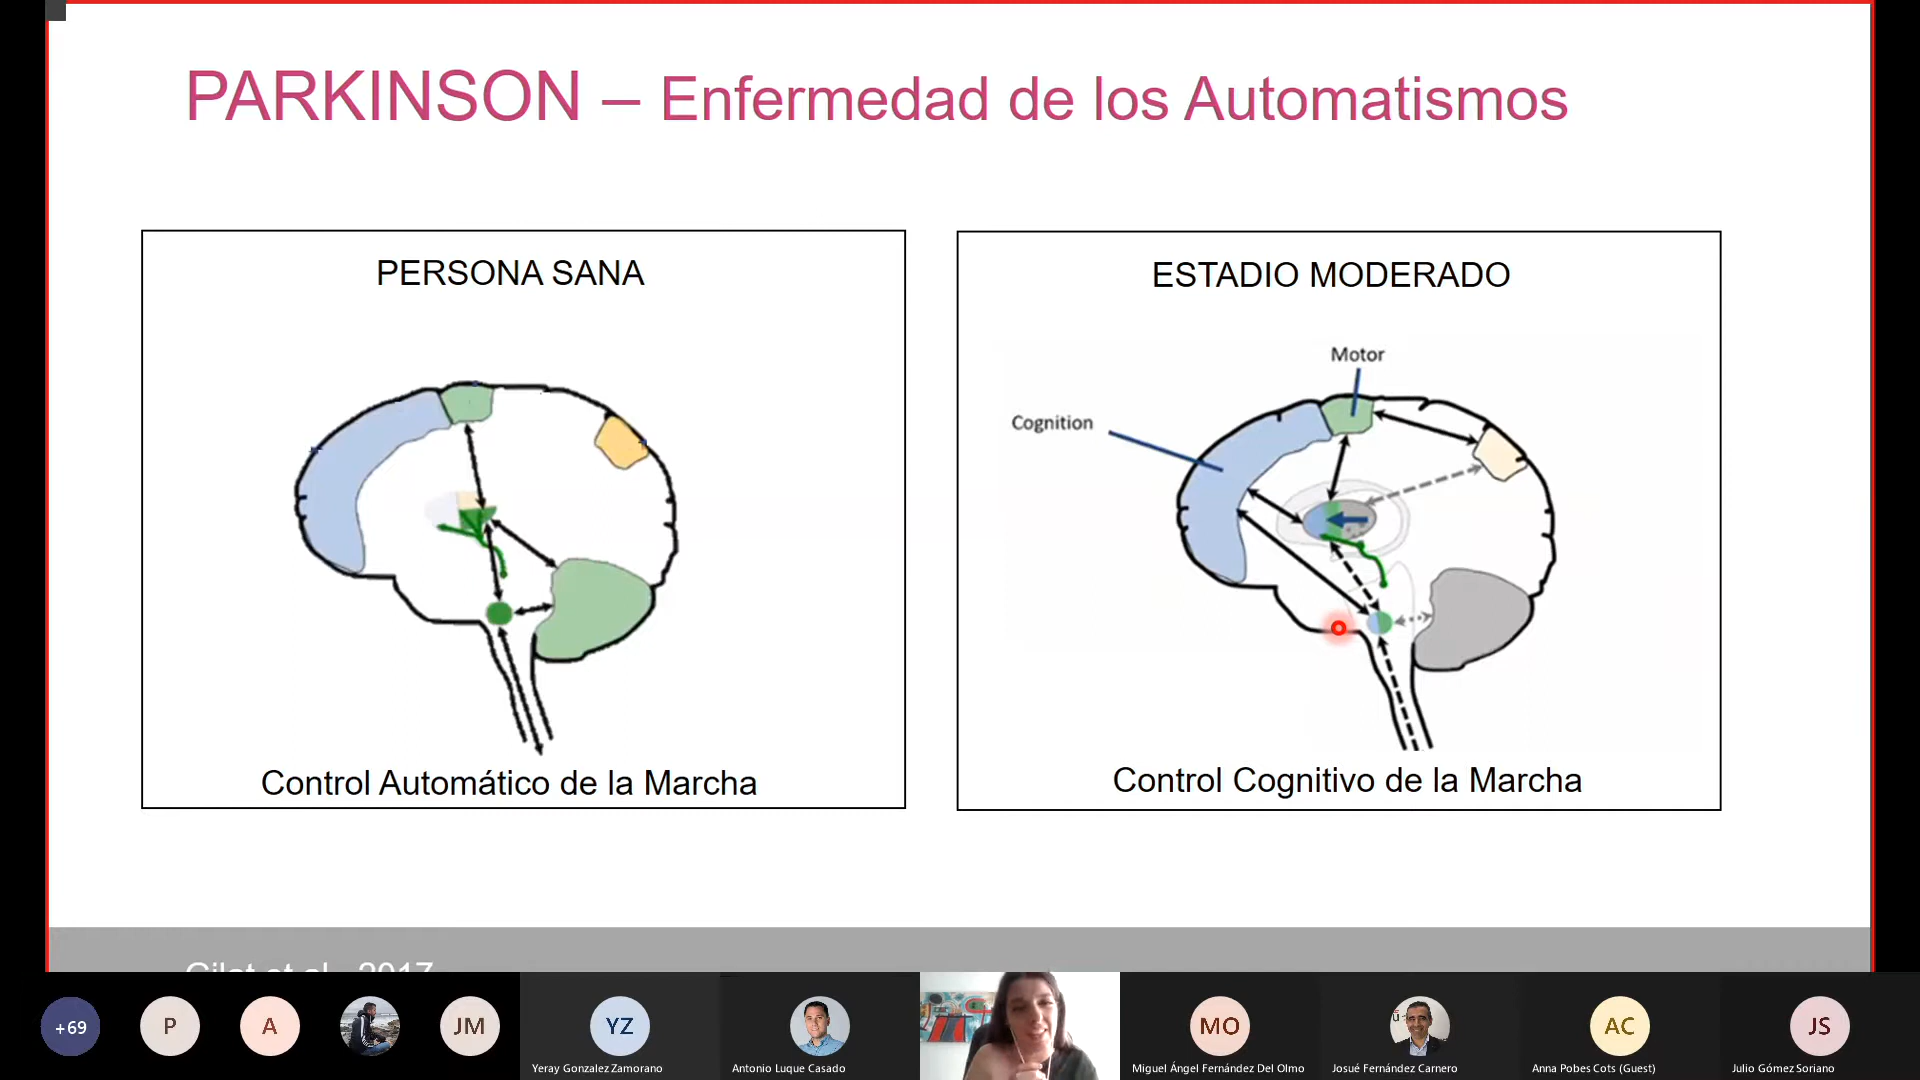 PARKINSON – Enfermedad de los Automatismos
PERSONA SANA
Control Automático de la Marcha
ESTADIO MODERADO
Motor
Cognition
Control Cognitivo de la Marcha
Gilat et al., 2017
+69
P
A
JM
YZ
Yeray Gonzalez Zamorano
Antonio Luque Casado
MO
Miguel Ángel Fernández Del Olmo
Josué Fernández Carnero
AC
Anna Pobes Cots (Guest)
JS
Julio Gómez Soriano